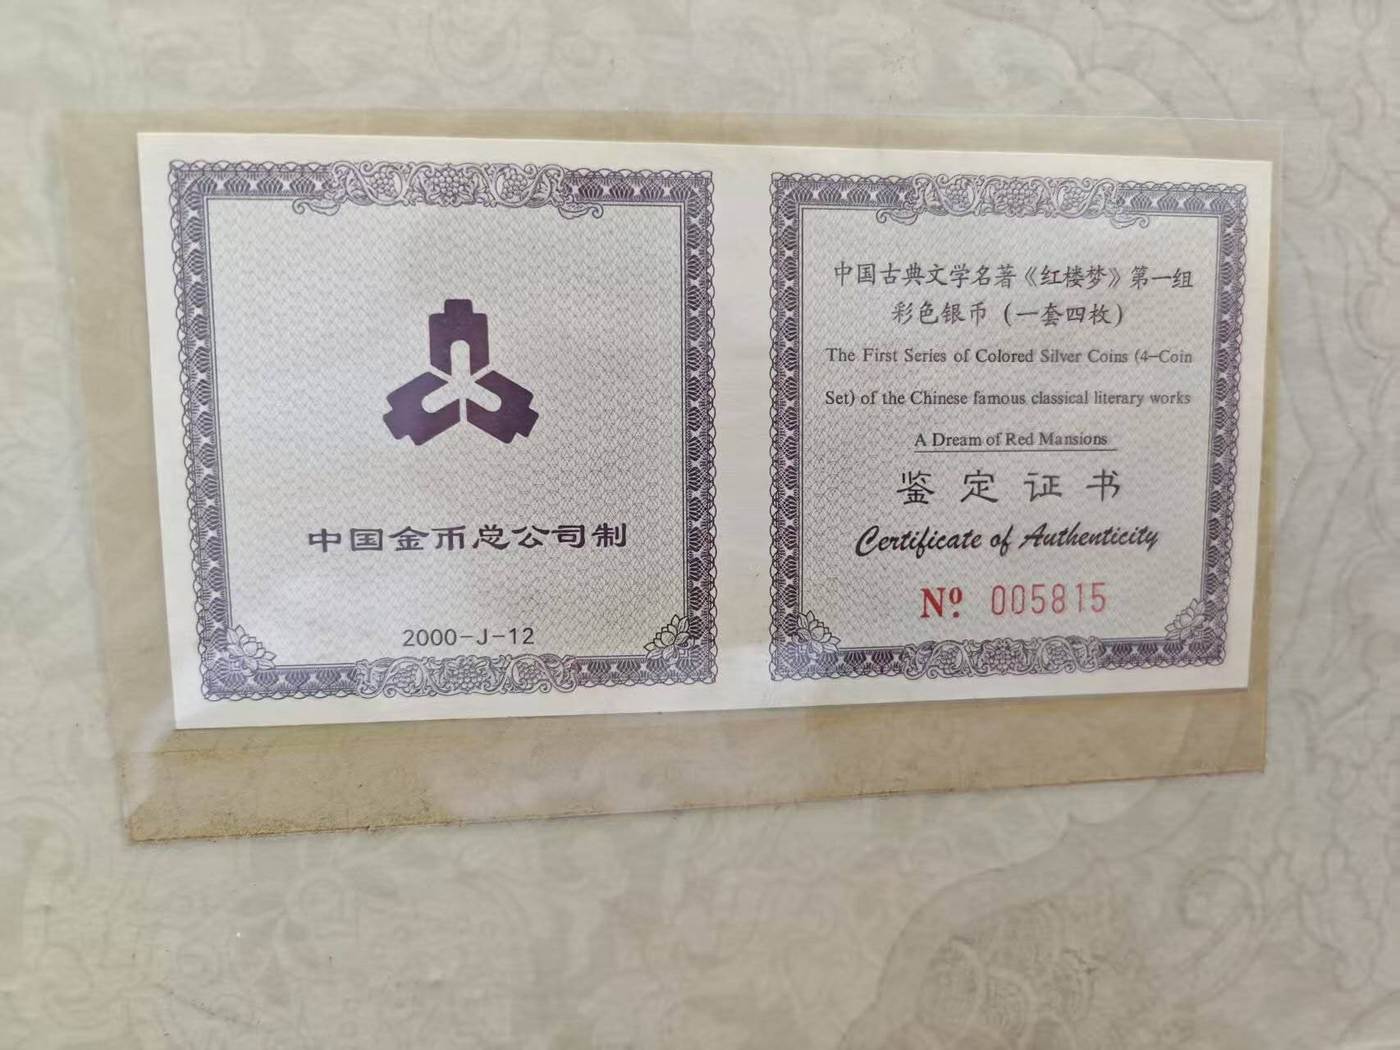 中国金币总公司制
2000-J-12
中国古典文学名著《红楼梦》第一组
彩色银币(一套四枚)
The First Series of Colored Silver Coins (4-Coin
Set) of the Chinese famous classical literary works
A Dream of Red Mansions
鉴定证书
Certificate of Authenticity
Nº. 005815